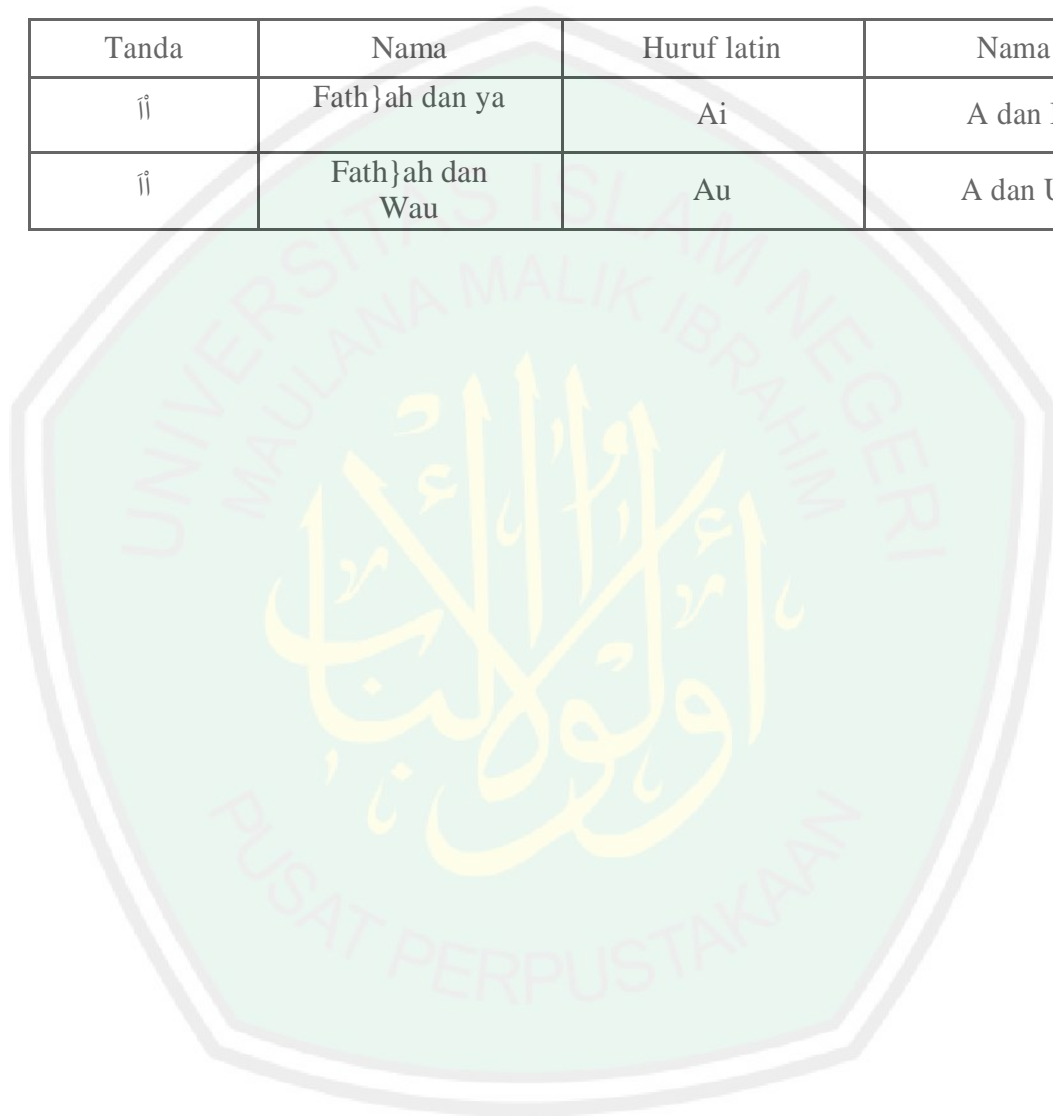 Tanda Nama Huruf latin Nama
Fath}ah dan ya Ai A dan
Fath}ah dan
Wau Au A dan U
UNIVERSITAS ISLAM NEGERI
MAULANA MALIK IBRAHIM
PUSAT PERPUSTAKAAN